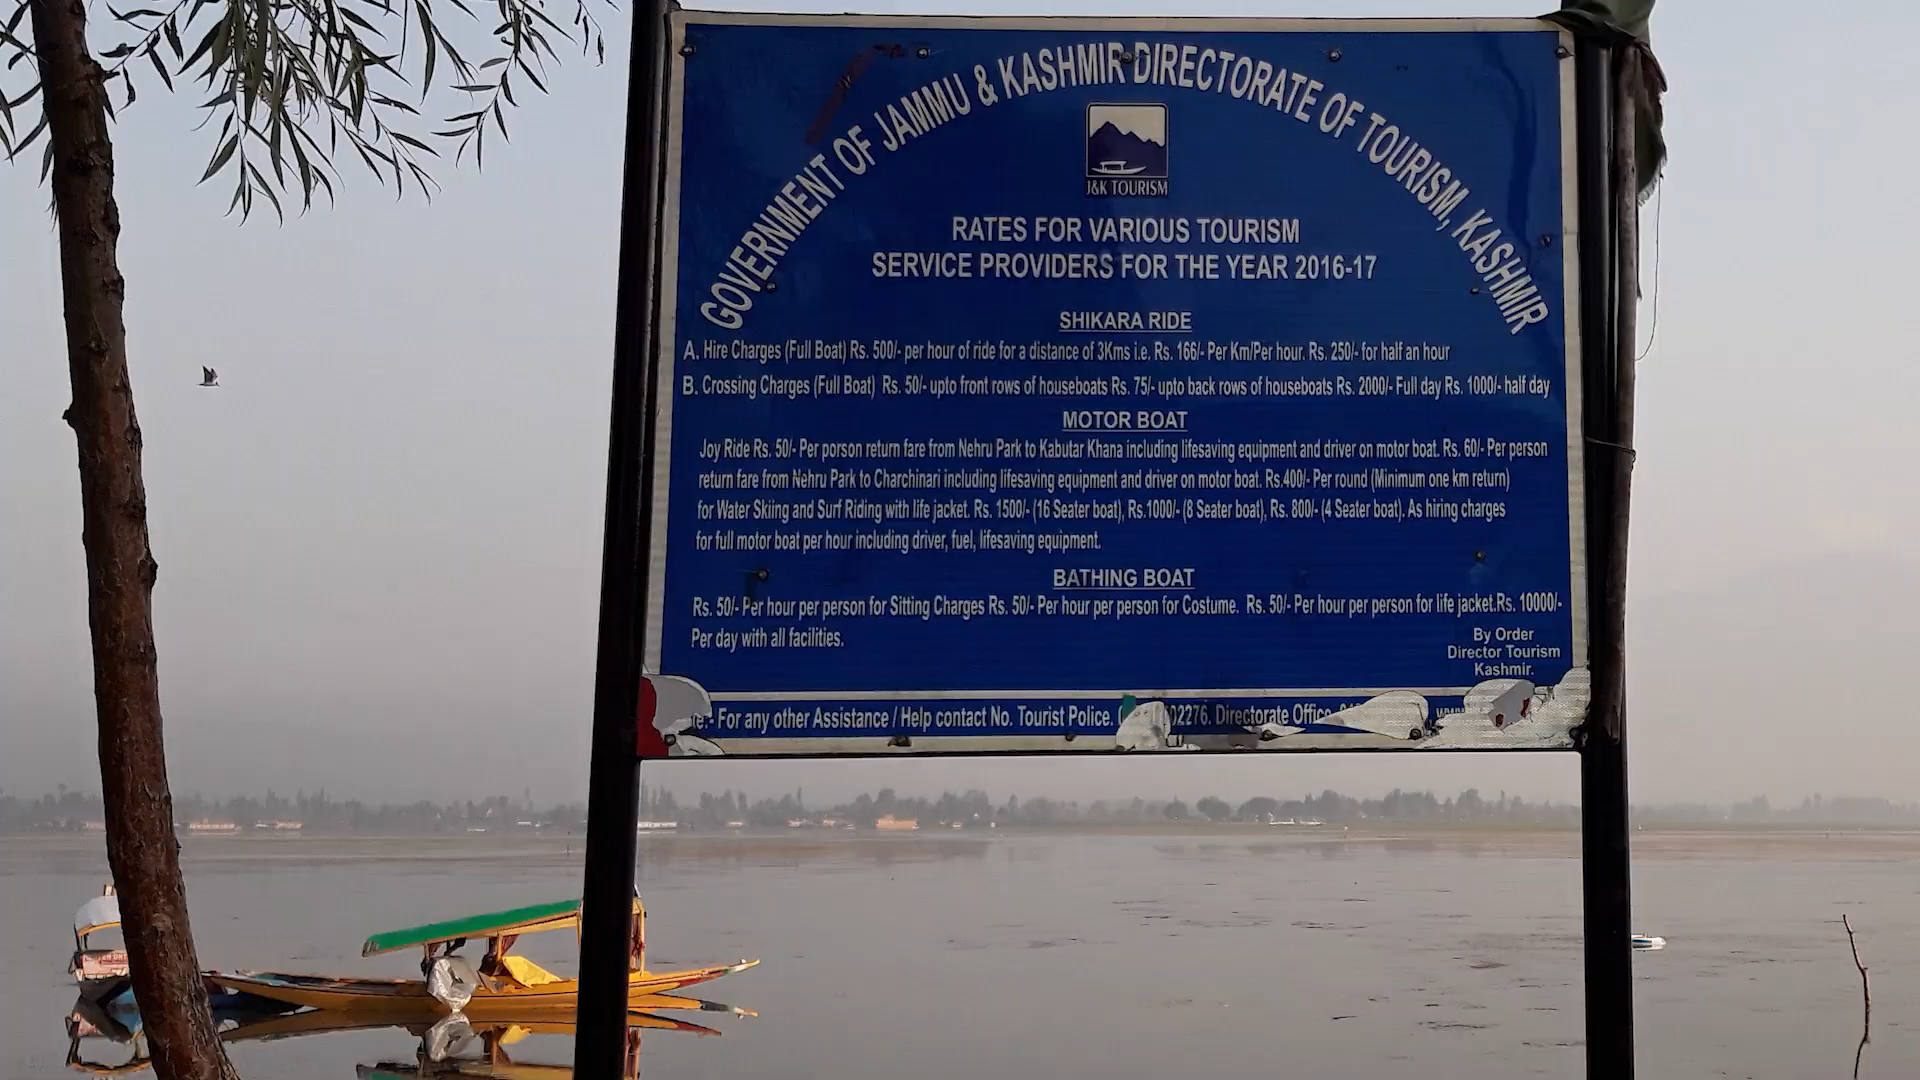 GOVERNMENT OF JAMMU & KASHMIR DIRECTORATE OF TOURISM, KASHMIR
J&K TOURISM
RATES FOR VARIOUS TOURISM
SERVICE PROVIDERS FOR THE YEAR 2016-17
SHIKARA RIDE
A. Hire Charges (Full Boat) Rs. 500/- per hour of ride for a distance of 3Kms i.e. Rs. 166/- Per Km/Per hour. Rs. 250/- for half an hour
B. Crossing Charges (Full Boat) Rs. 50/- upto front rows of houseboats Rs. 75/- upto back rows of houseboats Rs. 2000/- Full day Rs. 1000/- half day
MOTOR BOAT
Joy Ride Rs. 50/- Per porson return fare from Nehru Park to Kabutar Khana including lifesaving equipment and driver on motor boat. Rs. 60/- Per person
return fare from Nehru Park to Charchinari including lifesaving equipment and driver on motor boat. Rs.400/- Per round (Minimum one km return)
for Water Skiing and Surf Riding with life jacket. Rs. 1500/- (16 Seater boat), Rs.1000/- (8 Seater boat), Rs. 800/- (4 Seater boat). As hiring charges
for full motor boat per hour including driver, fuel, lifesaving equipment.
BATHING BOAT
Rs. 50/- Per hour per person for Sitting Charges Rs. 50/- Per hour per person for Costume. Rs. 50/- Per hour per person for life jacket.Rs. 10000/-
Per day with all facilities.
By Order
Director Tourism
Kashmir.
For any other Assistance / Help contact No. Tourist Police. 02276. Directorate Office